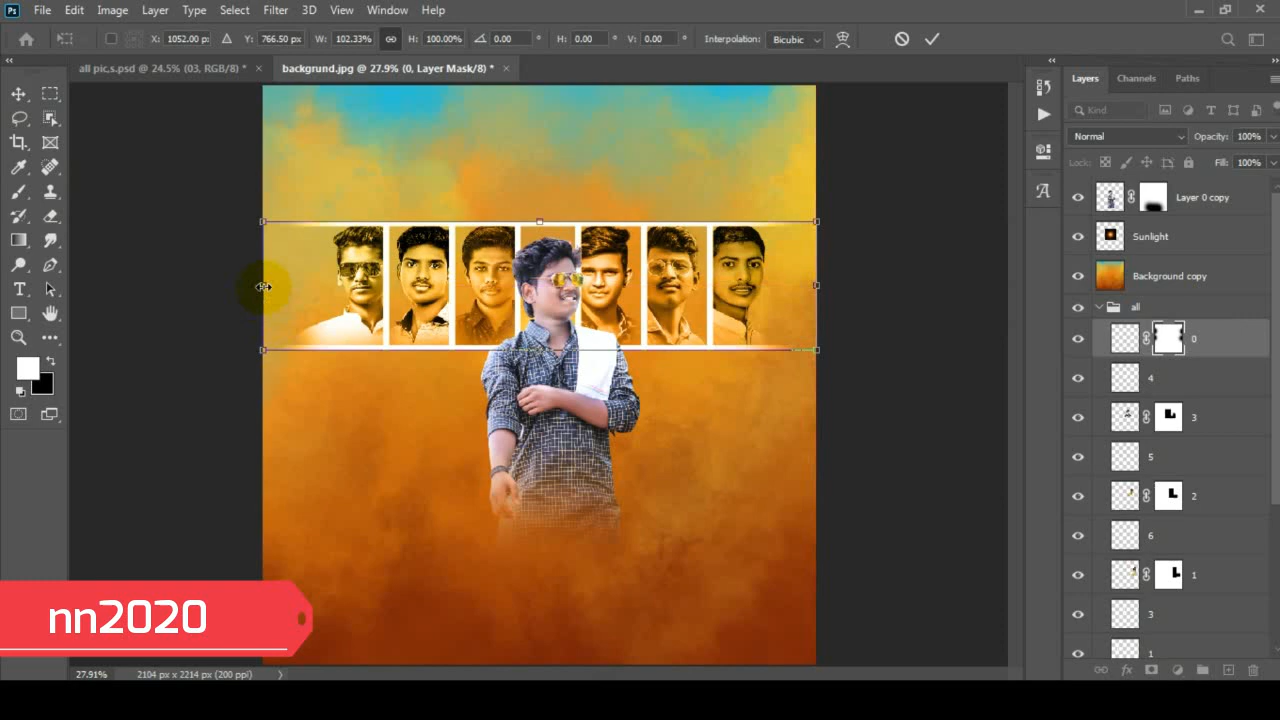 Ps File Edit Image Layer Type Select Filter 3D View Window Help
X: 1052.00 p: Y: 766.50 px: W: 102.33% H: 100.00% 0.00 ° H: 0.00 ° V: 0.00 ° Interpolation: Bicubic
all pic,s.psd @ 24.5% (03, RGB/8) * × backgrund.jpg @ 27.9% (0, Layer Mask/8) * ×
Layers Channels Paths
Kind
Normal Opacity: 100%
Lock: Fill: 100%
Layer 0 copy
Sunlight
Background copy
all
0
4
3
5
2
6
1
3
1
nn2020
27.91% 2104 px x 2214 px (200 ppi)